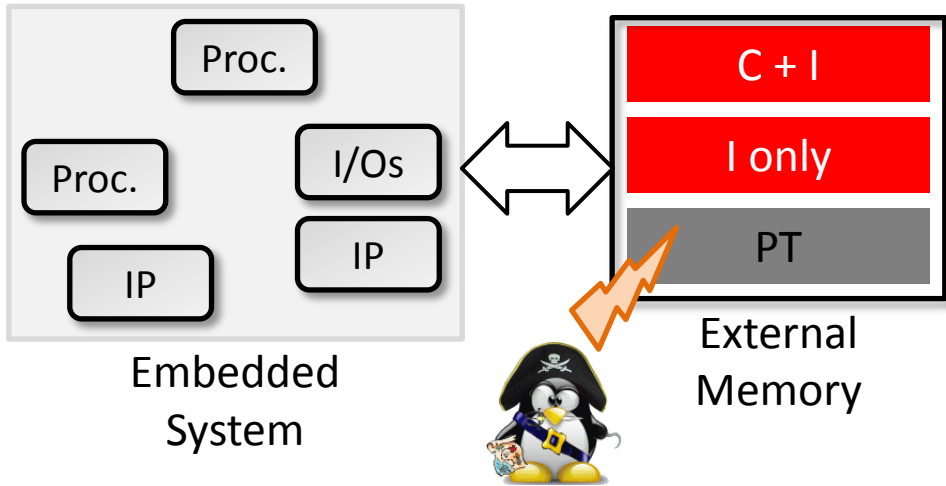 Proc.
Proc.
I/Os
IP
IP
Embedded
System
C + I
I only
PT
External
Memory